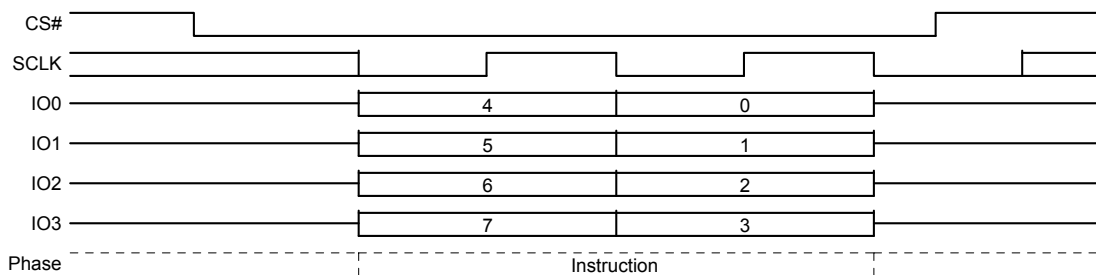 CS#
SCLK
IO0 4 0
IO1 5 1
IO2 6 2
IO3 7 3
Phase Instruction